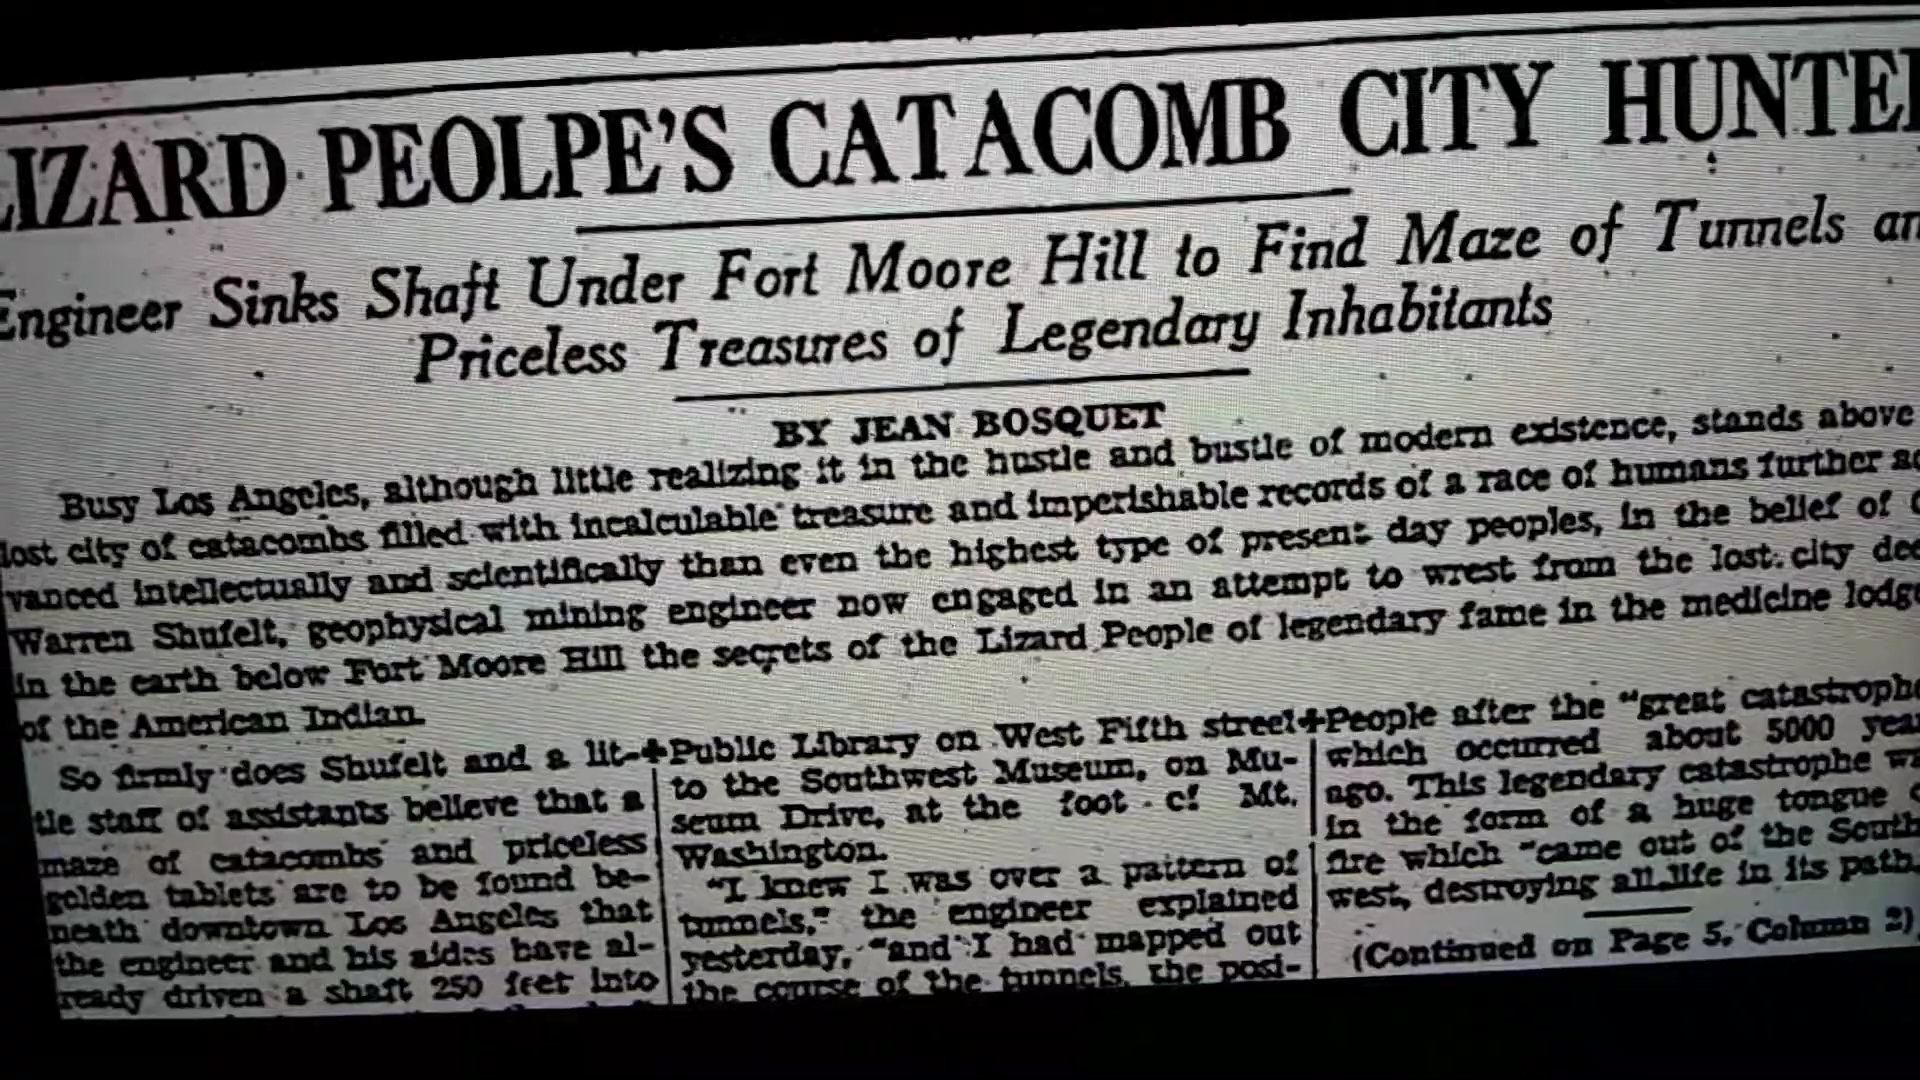 LIZARD PEOLPE'S CATACOMB CITY HUNTE
Engineer Sinks Shaft Under Fort Moore Hill to Find Maze of Tunnels an
Priceless Treasures of Legendary Inhabitants
BY JEAN BOSQUET
Busy Los Angeles, although little realizing it in the hustle and bustle of modern existence, stands above
lost city of catacombs filled with incalculable treasure and imperishable records of a race of humans further a
vanced intellectually and scientifically than even the highest type of present day peoples, in the belief of
Warren Shufelt, geophysical mining engineer now engaged in an attempt to wrest from the lost city dee
in the earth below Fort Moore Hill the secrets of the Lizard People of legendary fame in the medicine lodge
of the American Indian.
So firmly does Shufelt and a lit-
tle staff of assistants believe that a
maze of catacombs and priceless
golden tablets are to be found be-
neath downtown Los Angeles that
the engineer and his aides have al-
ready driven a shaft 250 feet into
Public Library on West Fifth street
to the Southwest Museum, on Mu-
seum Drive, at the foot of Mt.
Washington.
"I knew I was over a pattern of
tunnels," the engineer explained
yesterday, "and I had mapped out
the course of the tunnels, the posi-
People after the "great catastrophe
which occurred about 5000 year
ago. This legendary catastrophe wa
in the form of a huge tongue o
fire which "came out of the South
west, destroying all life in its path,
(Continued on Page 5, Column 2)